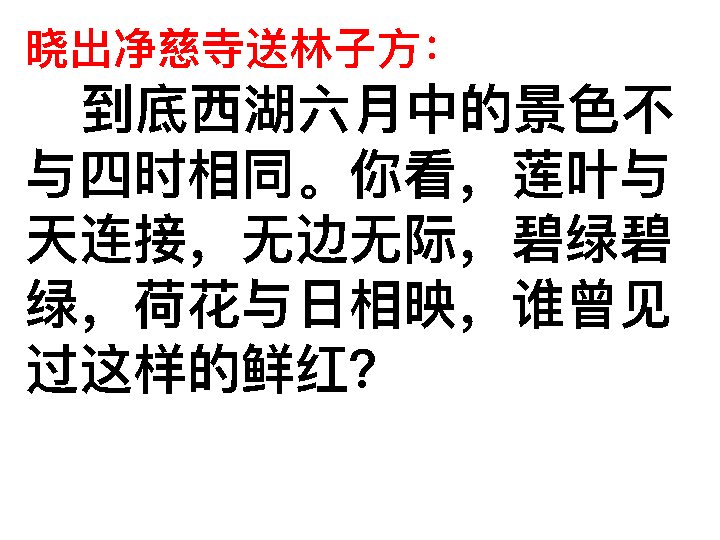 晓出净慈寺送林子方：
到底西湖六月中的景色不
与四时相同。你看，莲叶与
天连接，无边无际，碧绿碧
绿，荷花与日相映，谁曾见
过这样的鲜红？